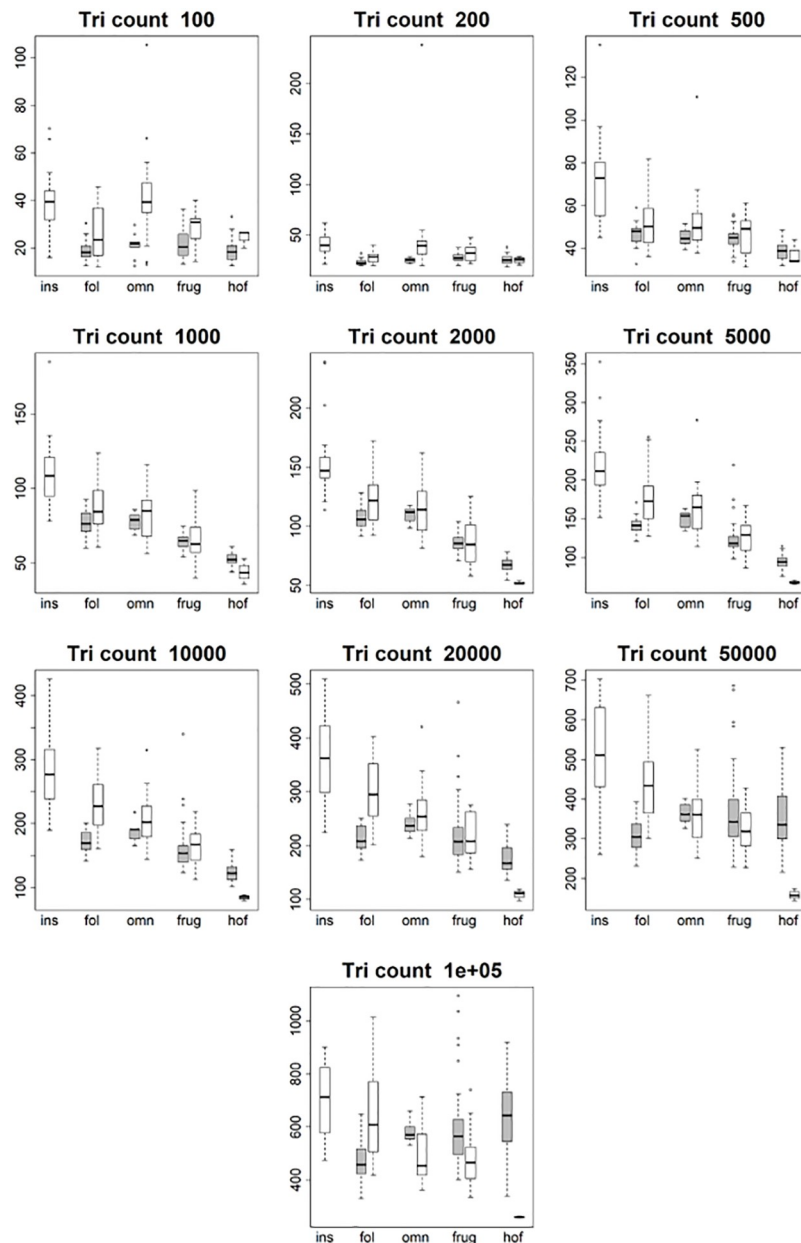 Tri count 100
100
80
60
40
20
ins fol omn frug hof
Tri count 200
200
150
100
50
ins fol omn frug hof
Tri count 500
120
100
80
60
40
ins fol omn frug hof
Tri count 1000
150
100
50
ins fol omn frug hof
Tri count 2000
200
150
100
50
ins fol omn frug hof
Tri count 5000
350
300
250
200
150
100
ins fol omn frug hof
Tri count 10000
400
300
200
100
ins fol omn frug hof
Tri count 20000
500
400
300
200
100
ins fol omn frug hof
Tri count 50000
700
600
500
400
300
200
ins fol omn frug hof
Tri count 1e+05
1000
800
600
400
ins fol omn frug hof